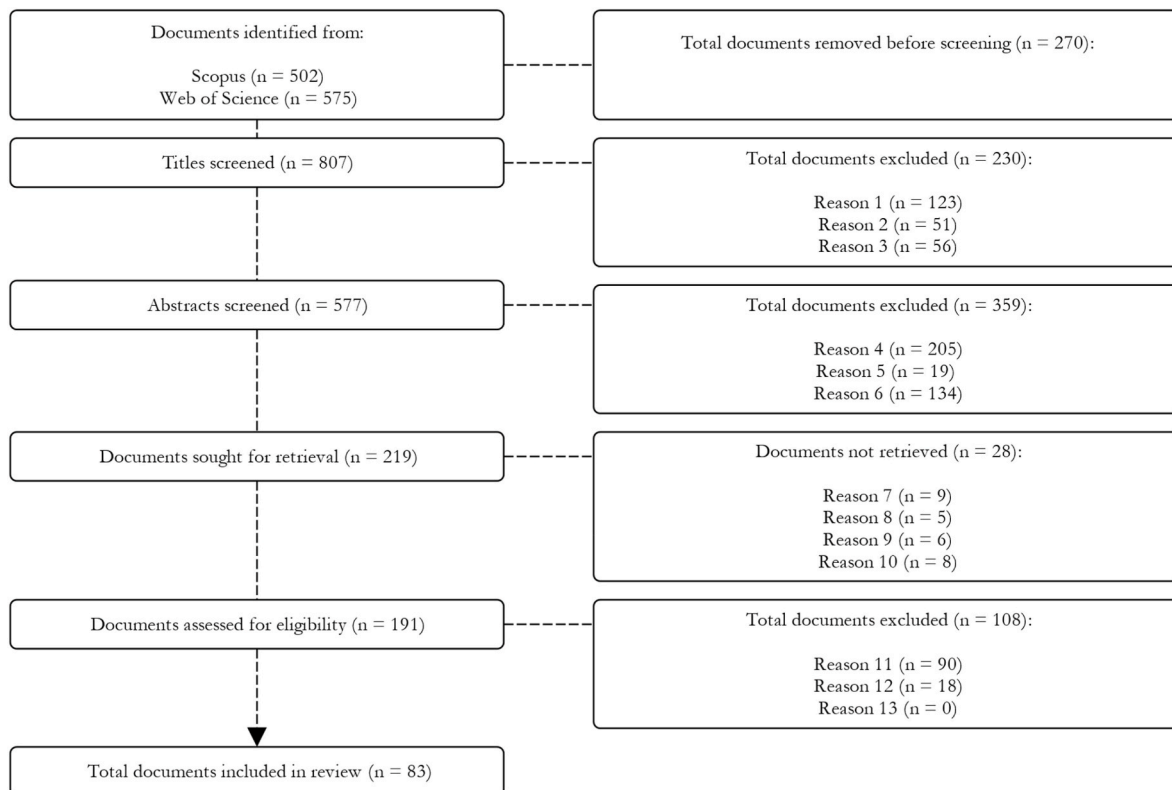 Documents identified from:
Scopus (n = 502)
Web of Science (n = 575)
Total documents removed before screening (n = 270):
Titles screened (n = 807)
Total documents excluded (n = 230):
Reason 1 (n = 123)
Reason 2 (n = 51)
Reason 3 (n = 56)
Abstracts screened (n = 577)
Total documents excluded (n = 359):
Reason 4 (n = 205)
Reason 5 (n = 19)
Reason 6 (n = 134)
Documents sought for retrieval (n = 219)
Documents not retrieved (n = 28):
Reason 7 (n = 9)
Reason 8 (n = 5)
Reason 9 (n = 6)
Reason 10 (n = 8)
Documents assessed for eligibility (n = 191)
Total documents excluded (n = 108):
Reason 11 (n = 90)
Reason 12 (n = 18)
Reason 13 (n = 0)
Total documents included in review (n = 83)